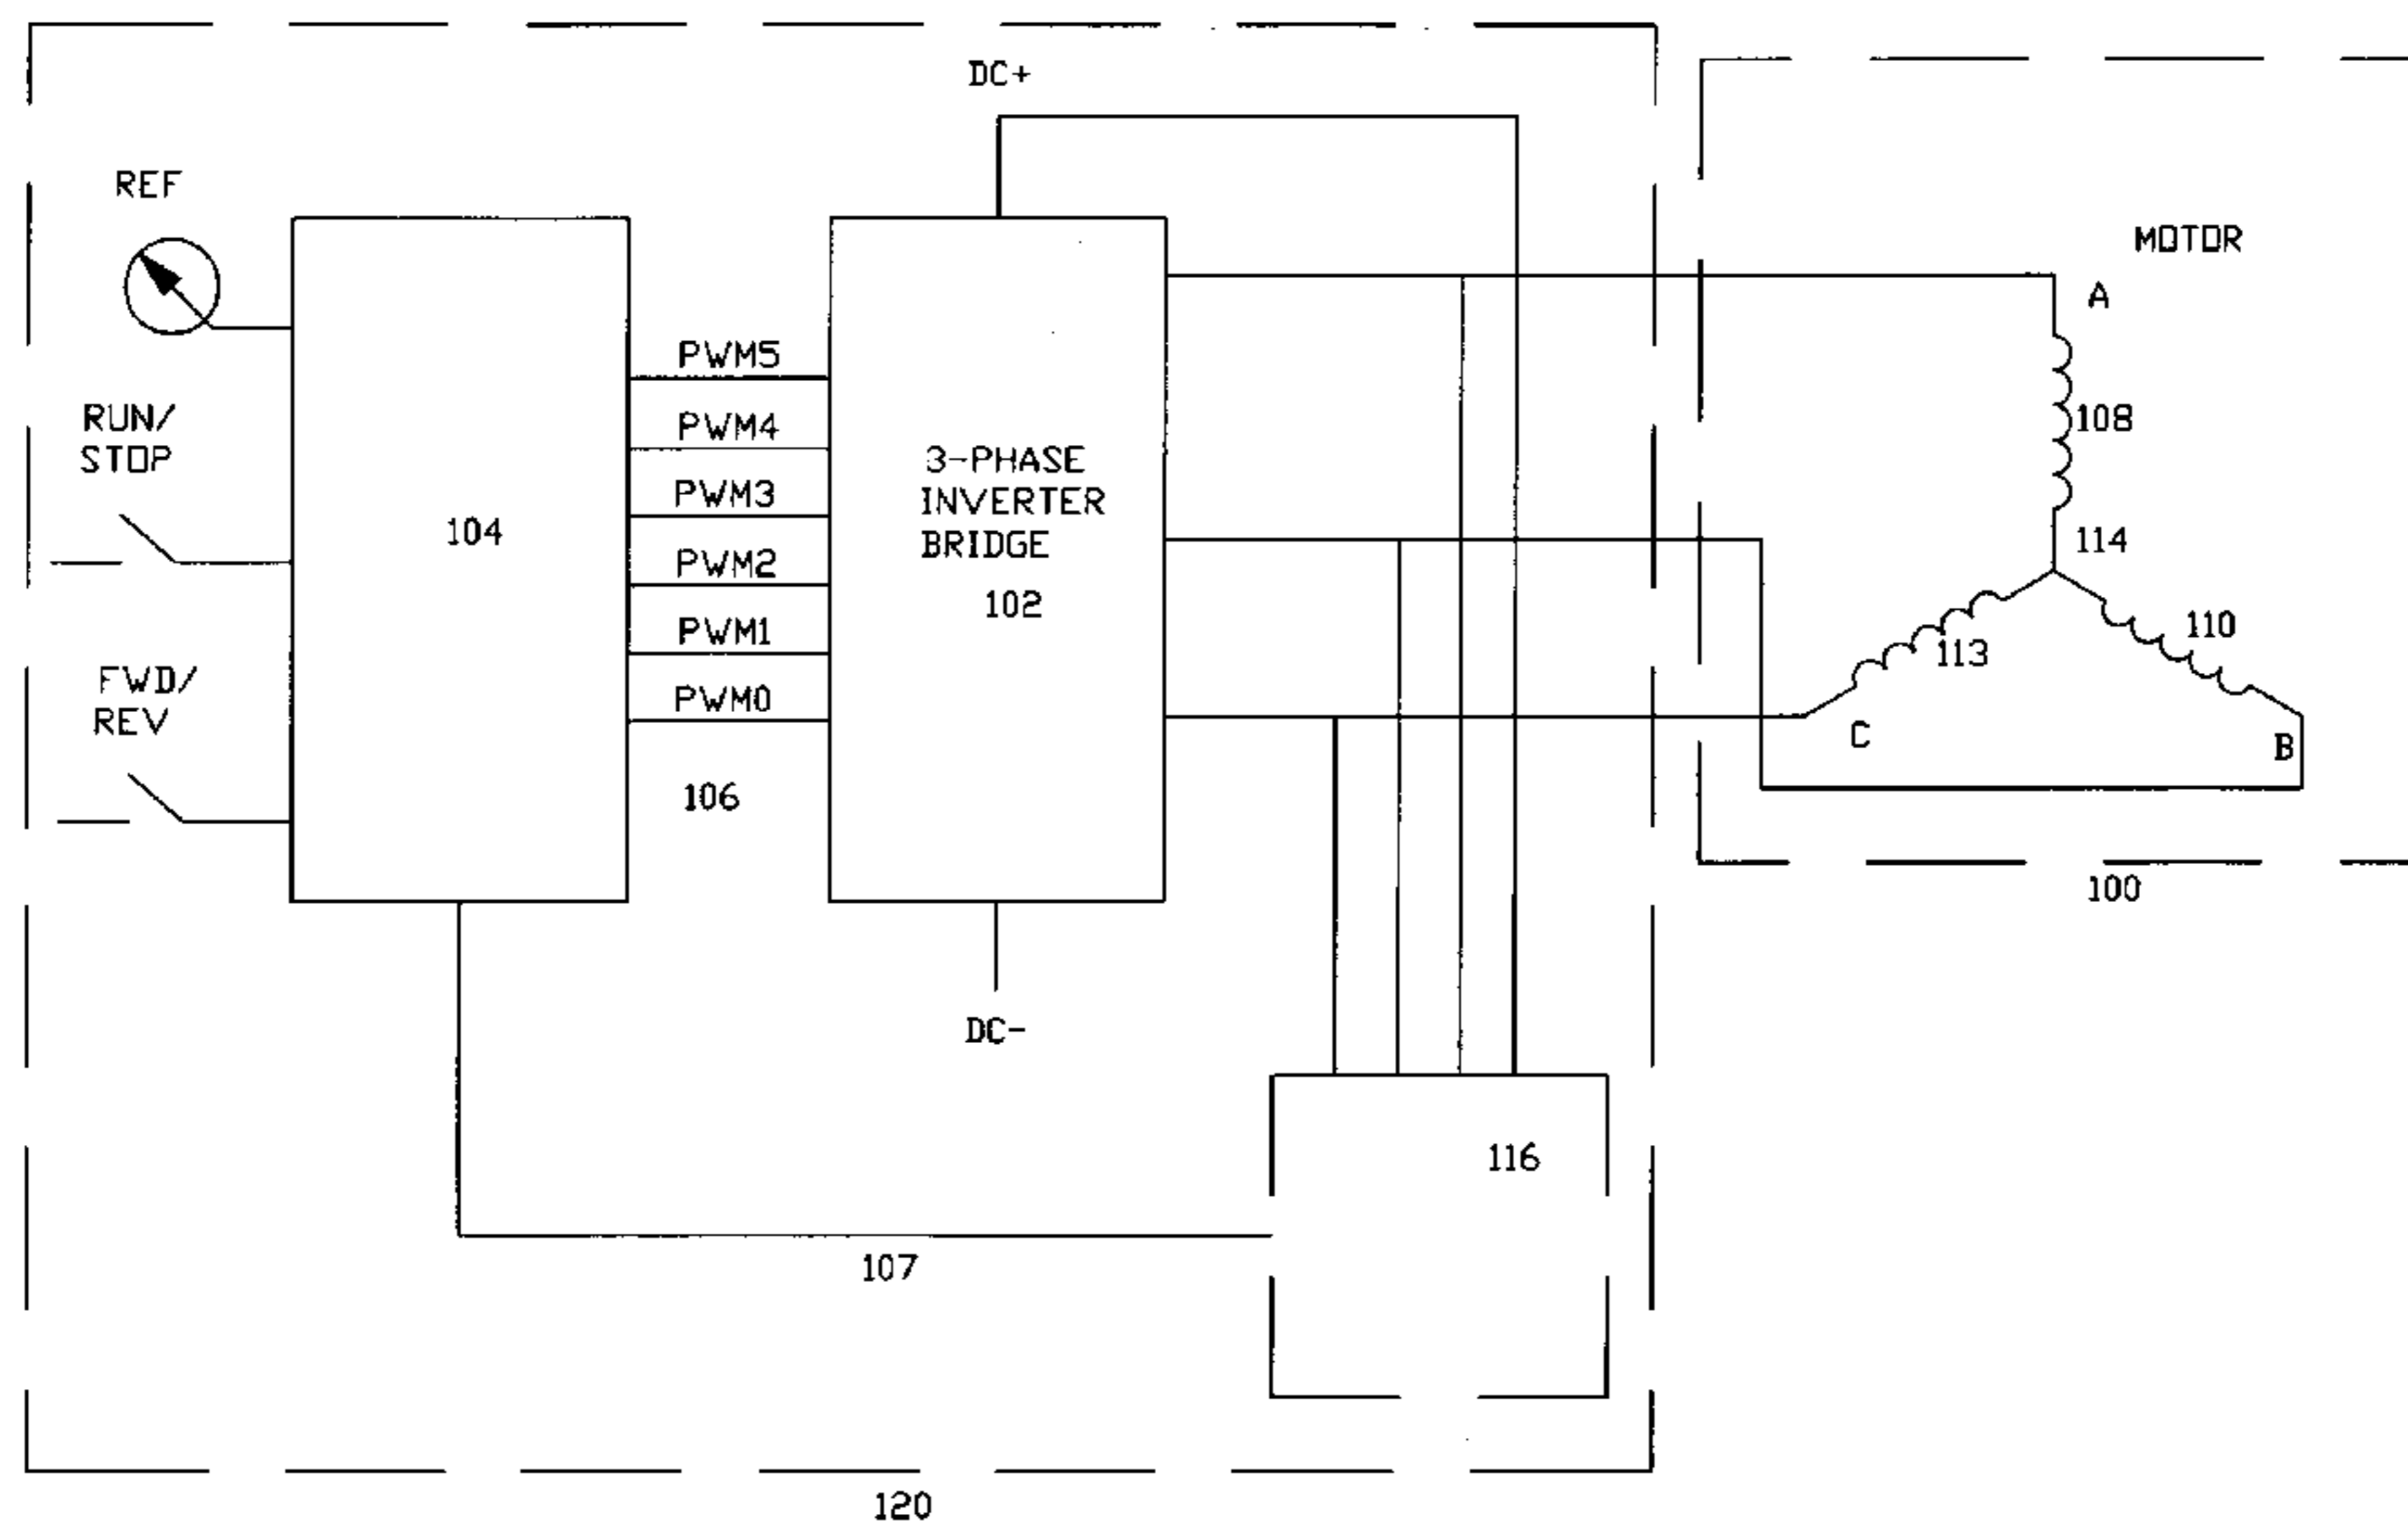 DC+
REF
MOTOR
A
PWM5
RUN/
STOP
108
PWM4
3-PHASE
INVERTER
BRIDGE
102
PWM3
104
114
PWM2
110
PWM1
113
FWD/
REV
PWM0
C
B
106
100
DC-
116
107
120